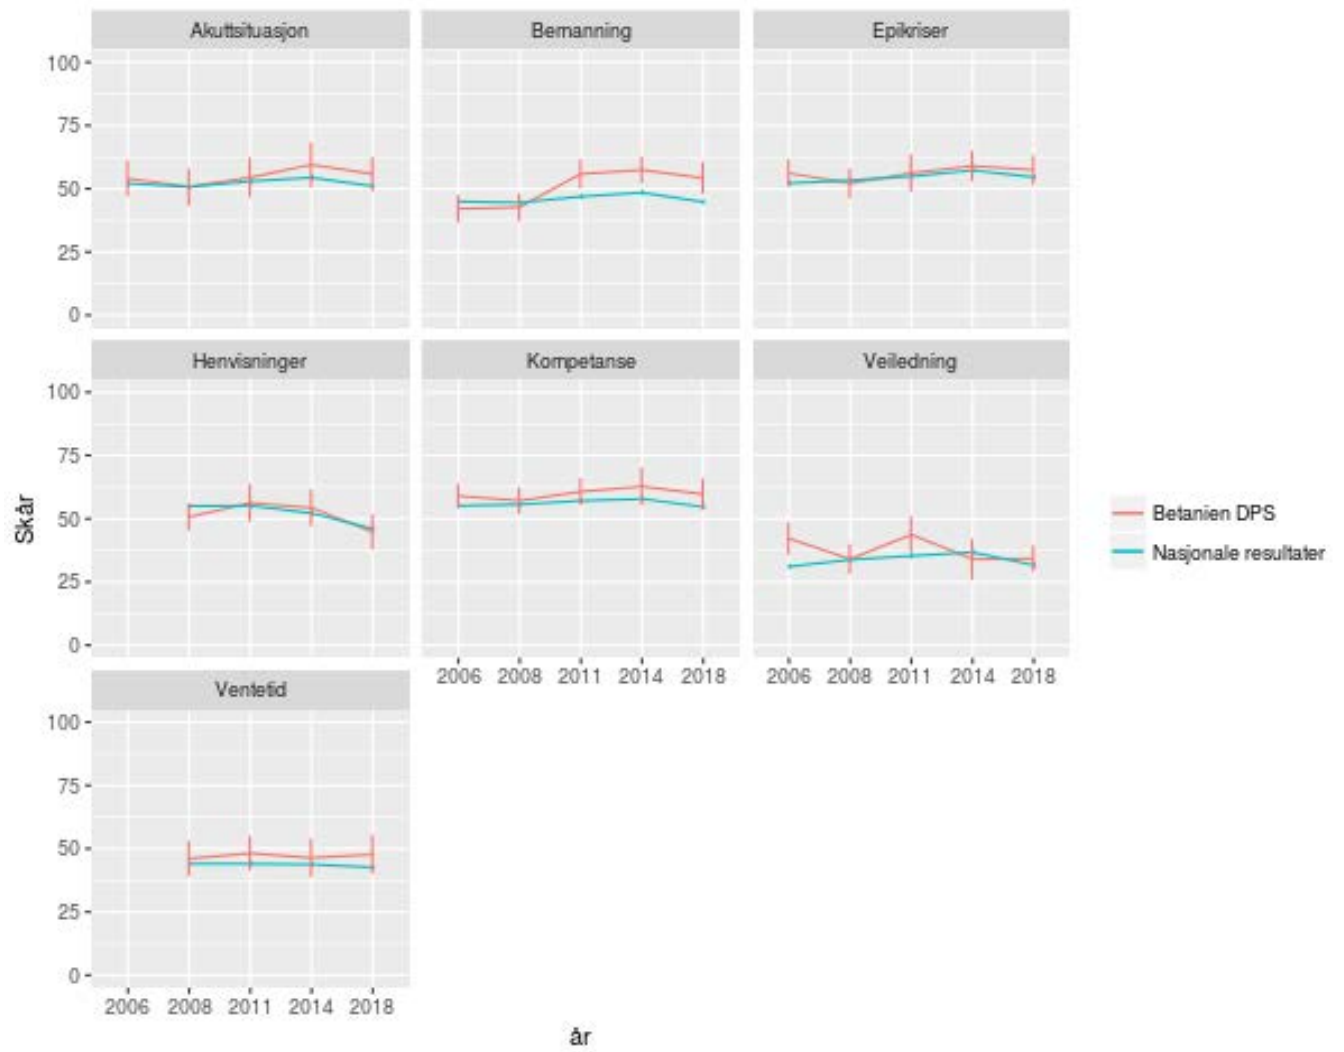 Akuttsituasjon
Bemanning
Epikriser
100
75
50
25
0
Henvisninger
Kompetanse
Veiledning
100
75
50
25
0
2006 2008 2011 2014 2018
2006 2008 2011 2014 2018
Ventetid
100
75
50
25
0
2006 2008 2011 2014 2018
Skår
år
Betanien DPS
Nasjonale resultater